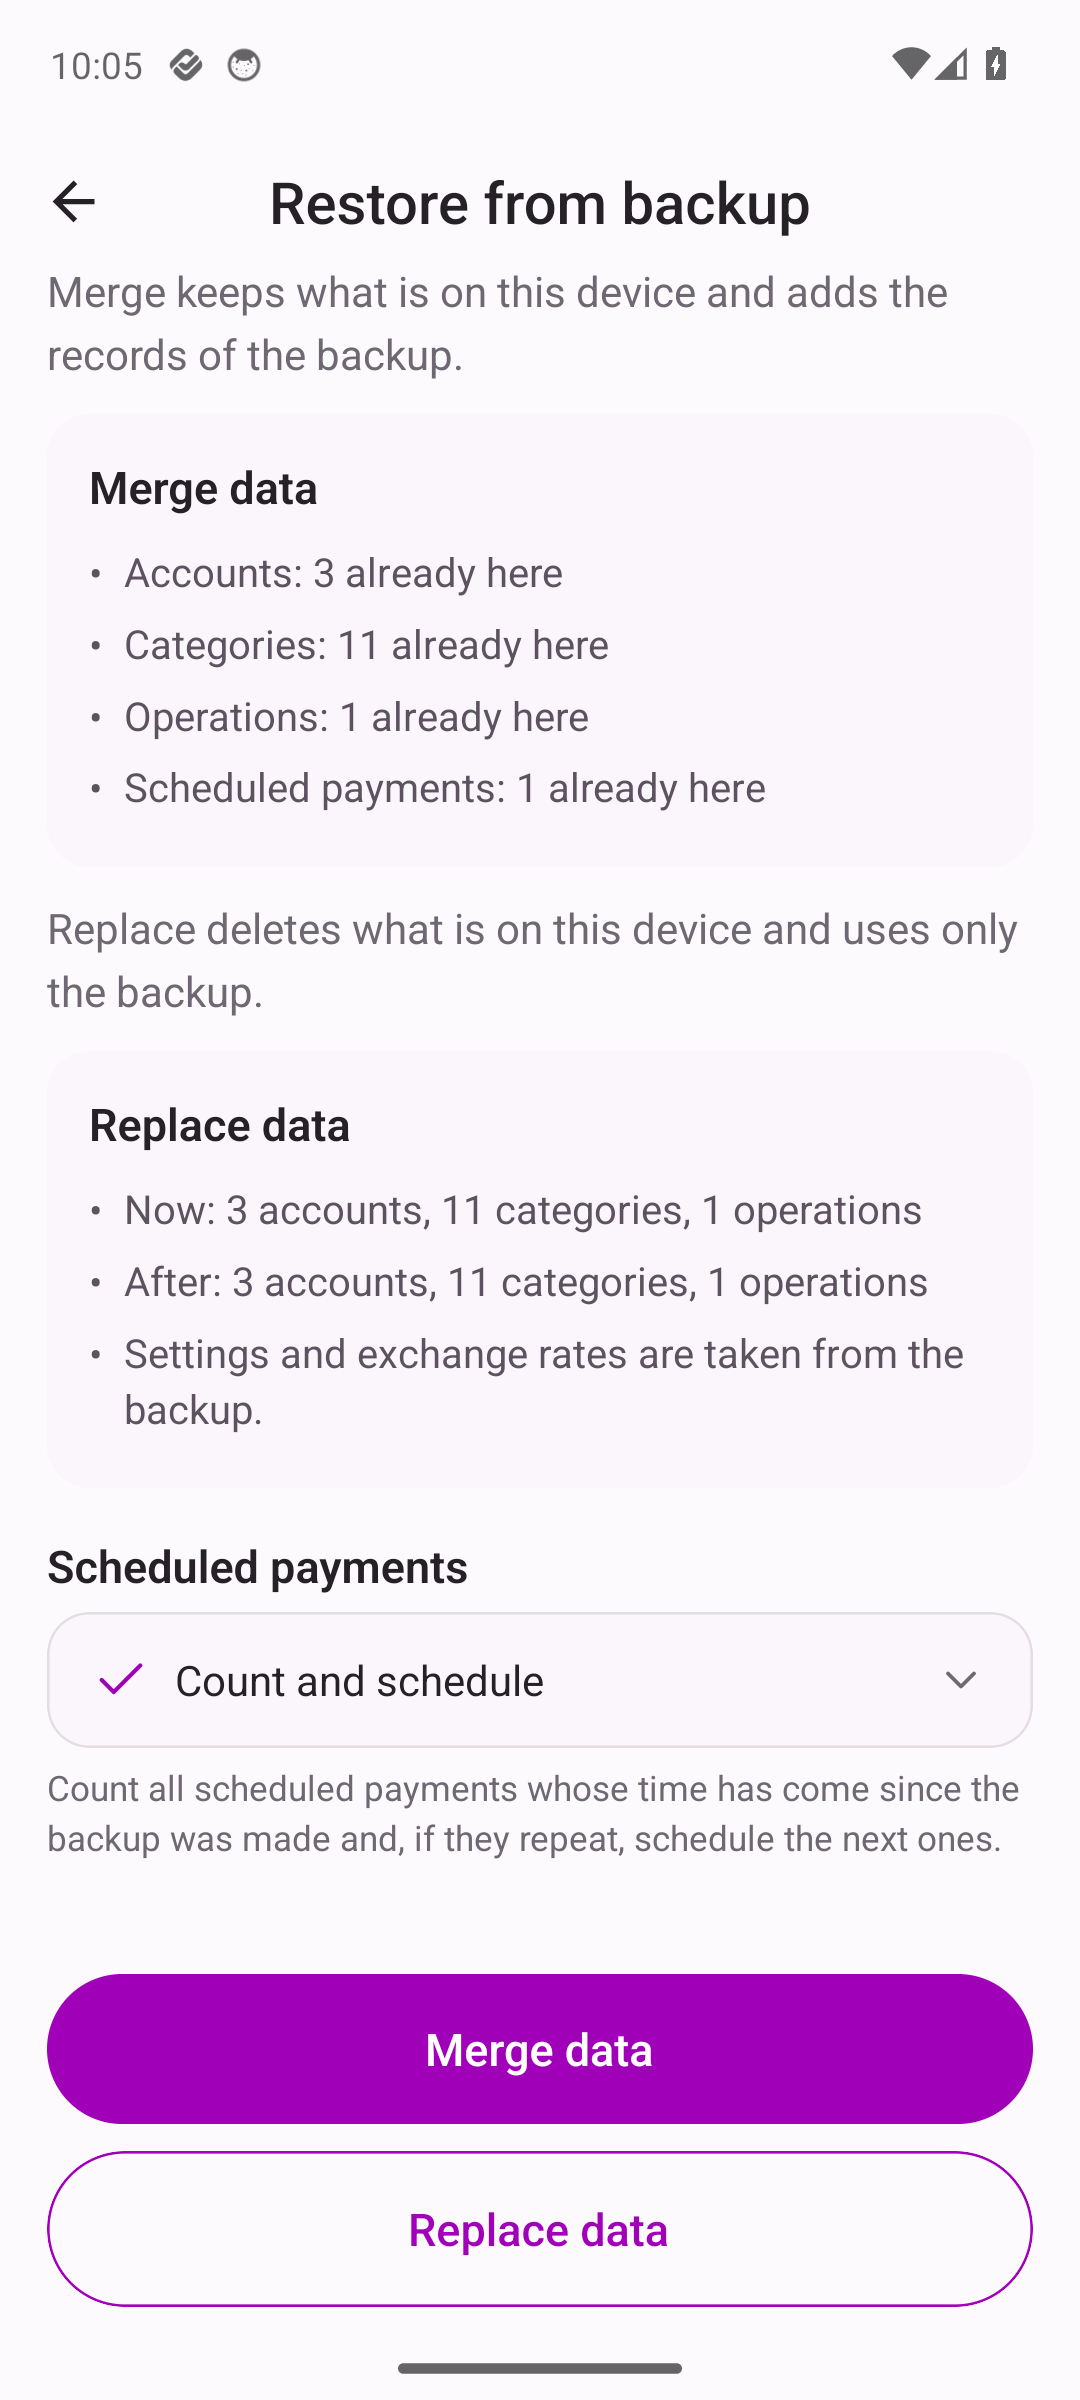 10:05
Restore from backup
Merge keeps what is on this device and adds the
records of the backup.
Merge data
• Accounts: 3 already here
• Categories: 11 already here
• Operations: 1 already here
• Scheduled payments: 1 already here
Replace deletes what is on this device and uses only
the backup.
Replace data
• Now: 3 accounts, 11 categories, 1 operations
• After: 3 accounts, 11 categories, 1 operations
• Settings and exchange rates are taken from the
backup.
Scheduled payments
Count and schedule
Count all scheduled payments whose time has come since the
backup was made and, if they repeat, schedule the next ones.
Merge data
Replace data